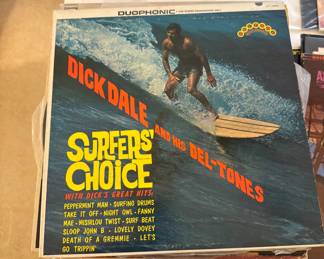 DUOPHONIC
DICK DALE
AND HIS DEL-TONES
SURFERS'
CHOICE
WITH DICK'S GREAT HITS:
PEPPERMINT MAN - SURFING DRUMS
TAKE IT OFF - NIGHT OWL - FANNY
MAE - MISIRLOU TWIST - SURF BEAT
SLOOP JOHN B - LOVELY DOVEY
DEATH OF A GREMMIE - LET'S
GO TRIPPIN'